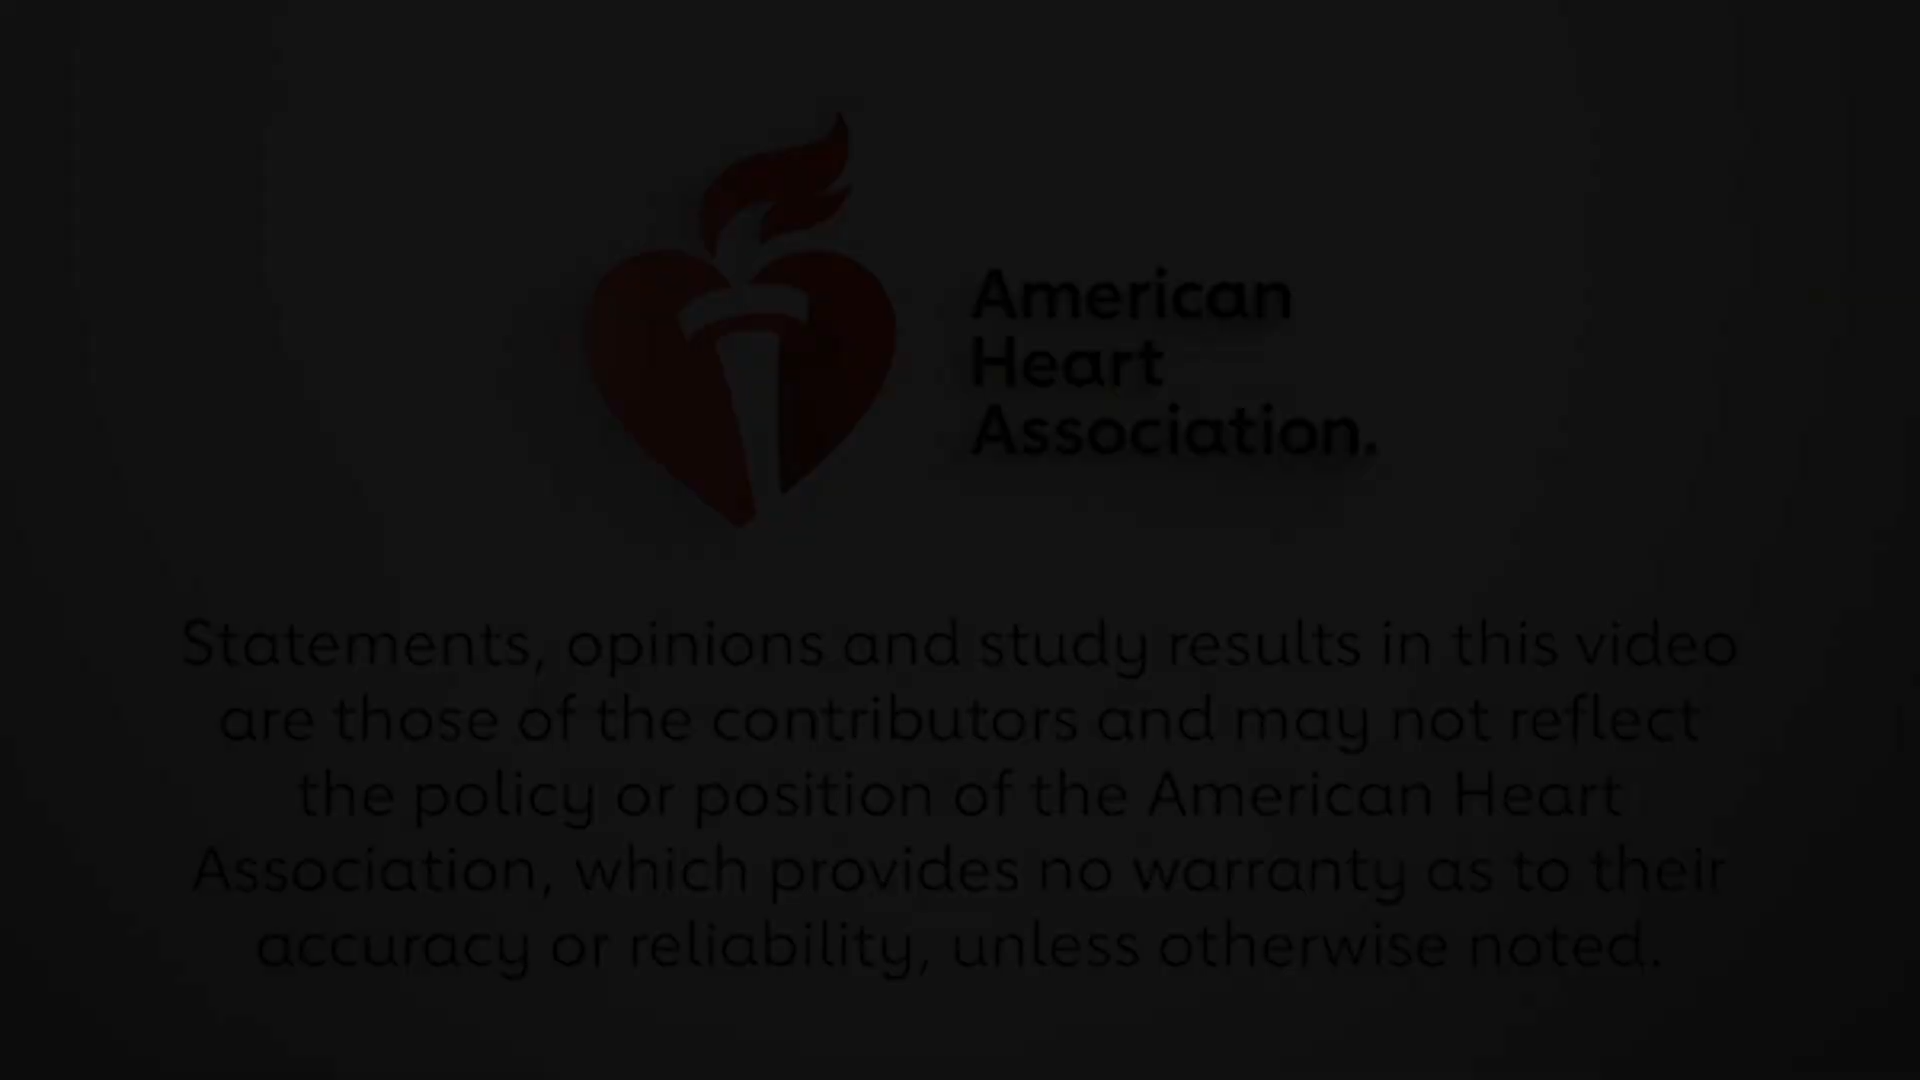 American
Heart
Association.
Statements, opinions and study results in this video
are those of the contributors and may not reflect
the policy or position of the American Heart
Association, which provides no warranty as to their
accuracy or reliability, unless otherwise noted.